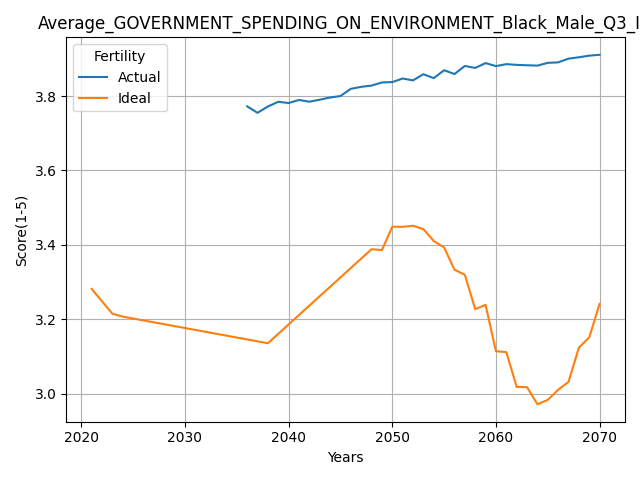 Average_GOVERNMENT_SPENDING_ON_ENVIRONMENT_Black_Male_Q3_I
Fertility
Actual
Ideal
Score(1-5)
3.8
3.6
3.4
3.2
3.0
2020 2030 2040 2050 2060 2070
Years